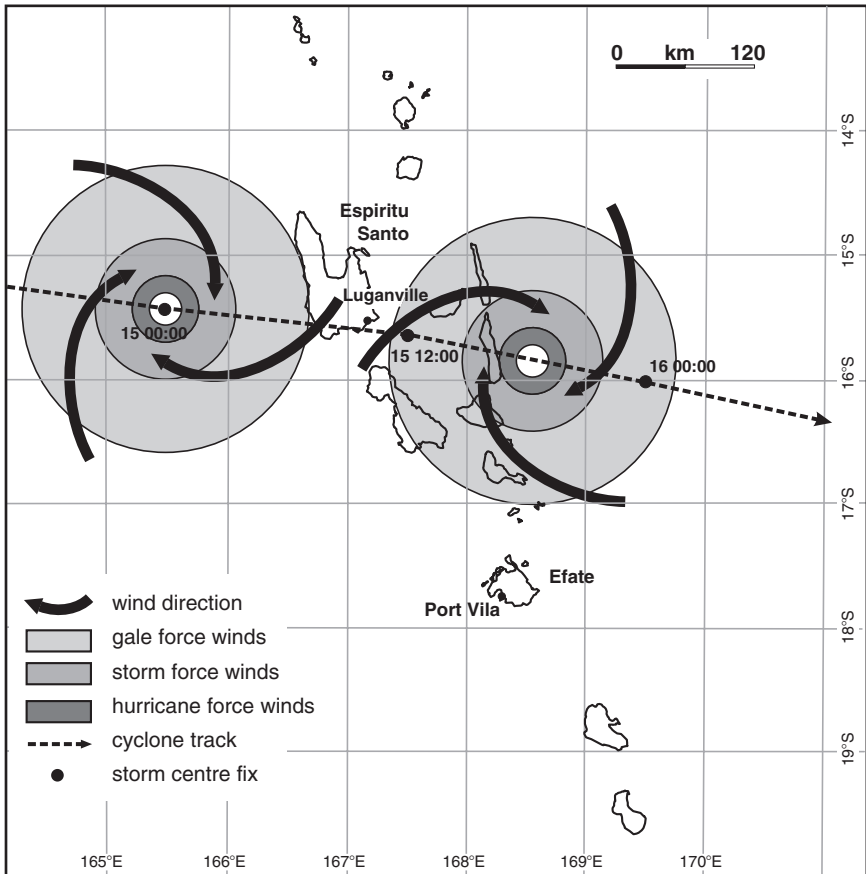 0 km 120
14°S
Espiritu
Santo
15°S
Luganville
15 00:00
15 12:00
16 00:00
16°S
17°S
Efate
Port Vila
wind direction
gale force winds
18°S
storm force winds
hurricane force winds
cyclone track
19°S
storm centre fix
165°E 166°E 167°E 168°E 169°E 170°E